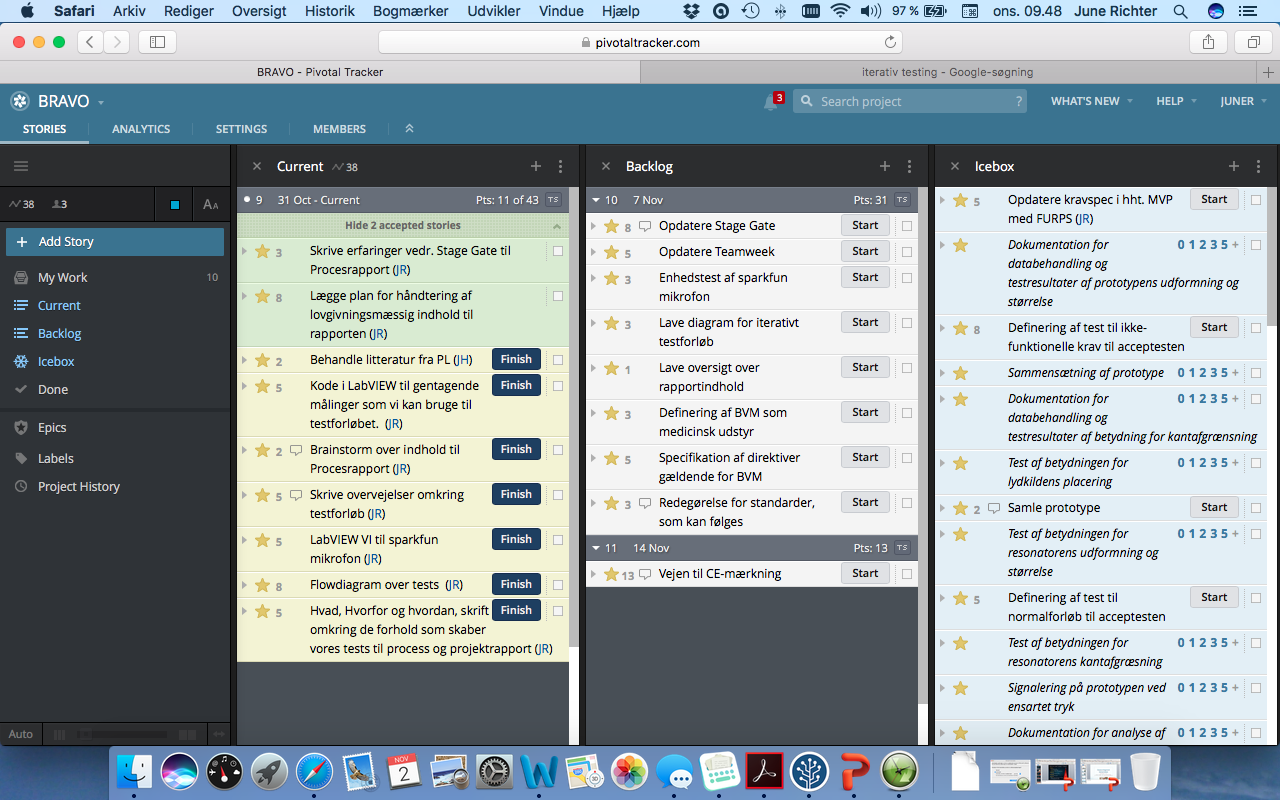 Safari Arkiv Rediger Oversigt Historik Bogmærker Udvikler Vindue Hjælp 97 % ons. 09.48 June Richter
pivotaltracker.com
BRAVO - Pivotal Tracker
iterativ testing - Google-søgning
BRAVO
3
Search project ?
WHAT'S NEW
HELP
JUNER
STORIES ANALYTICS SETTINGS MEMBERS
38 3 AA
+ Add Story
My Work 10
Current
Backlog
Icebox
Done
Epics
Labels
Project History
Auto
Current 38
9 31 Oct - Current Pts: 11 of 43 TS
Hide 2 accepted stories
3 Skrive erfaringer vedr. Stage Gate til
Procesrapport (JR)
8 Lægge plan for håndtering af
lovgivningsmæssig indhold til
rapporten (JR)
2 Behandle litteratur fra PL (JH) Finish
5 Kode i LabVIEW til gentagende Finish
målinger som vi kan bruge til
testforløbet. (JR)
2 Brainstorm over indhold til Finish
Procesrapport (JR)
5 Skrive overvejelser omkring Finish
testforløb (JR)
5 LabVIEW VI til sparkfun Finish
mikrofon (JR)
8 Flowdiagram over tests (JR) Finish
5 Hvad, Hvorfor og hvordan, skrift Finish
omkring de forhold som skaber
vores tests til process og projektrapport (JR)
Backlog
10 7 Nov Pts: 31 TS
8 Opdatere Stage Gate Start
5 Opdatere Teamweek Start
3 Enhedstest af sparkfun Start
mikrofon
3 Lave diagram for iterativt Start
testforløb
1 Lave oversigt over Start
rapportindhold
3 Definering af BVM som Start
medicinsk udstyr
5 Specifikation af direktiver Start
gældende for BVM
3 Redegørelse for standarder, Start
som kan følges
11 14 Nov Pts: 13 TS
13 Vejen til CE-mærkning Start
Icebox
5 Opdatere kravspec i hht. MVP Start
med FURPS (JR)
Dokumentation for 0 1 2 3 5 +
databehandling og
testresultater af prototypens udformning og
størrelse
8 Definering af test til ikke- Start
funktionelle krav til acceptesten
Sammensætning af prototype 0 1 2 3 5 +
Dokumentation for 0 1 2 3 5 +
databehandling og
testresultater af betydning for kantafgrænsning
Test af betydningen for 0 1 2 3 5 +
lydkildens placering
2 Samle prototype Start
Test af betydningen for 0 1 2 3 5 +
resonatorens udformning og
størrelse
5 Definering af test til Start
normalforløb til acceptesten
Test af betydningen for 0 1 2 3 5 +
resonatorens kantafgræsning
Signalering på prototypen ved 0 1 2 3 5 +
ensartet tryk
Dokumentation for analyse af 0 1 2 3 5 +
NOV
2